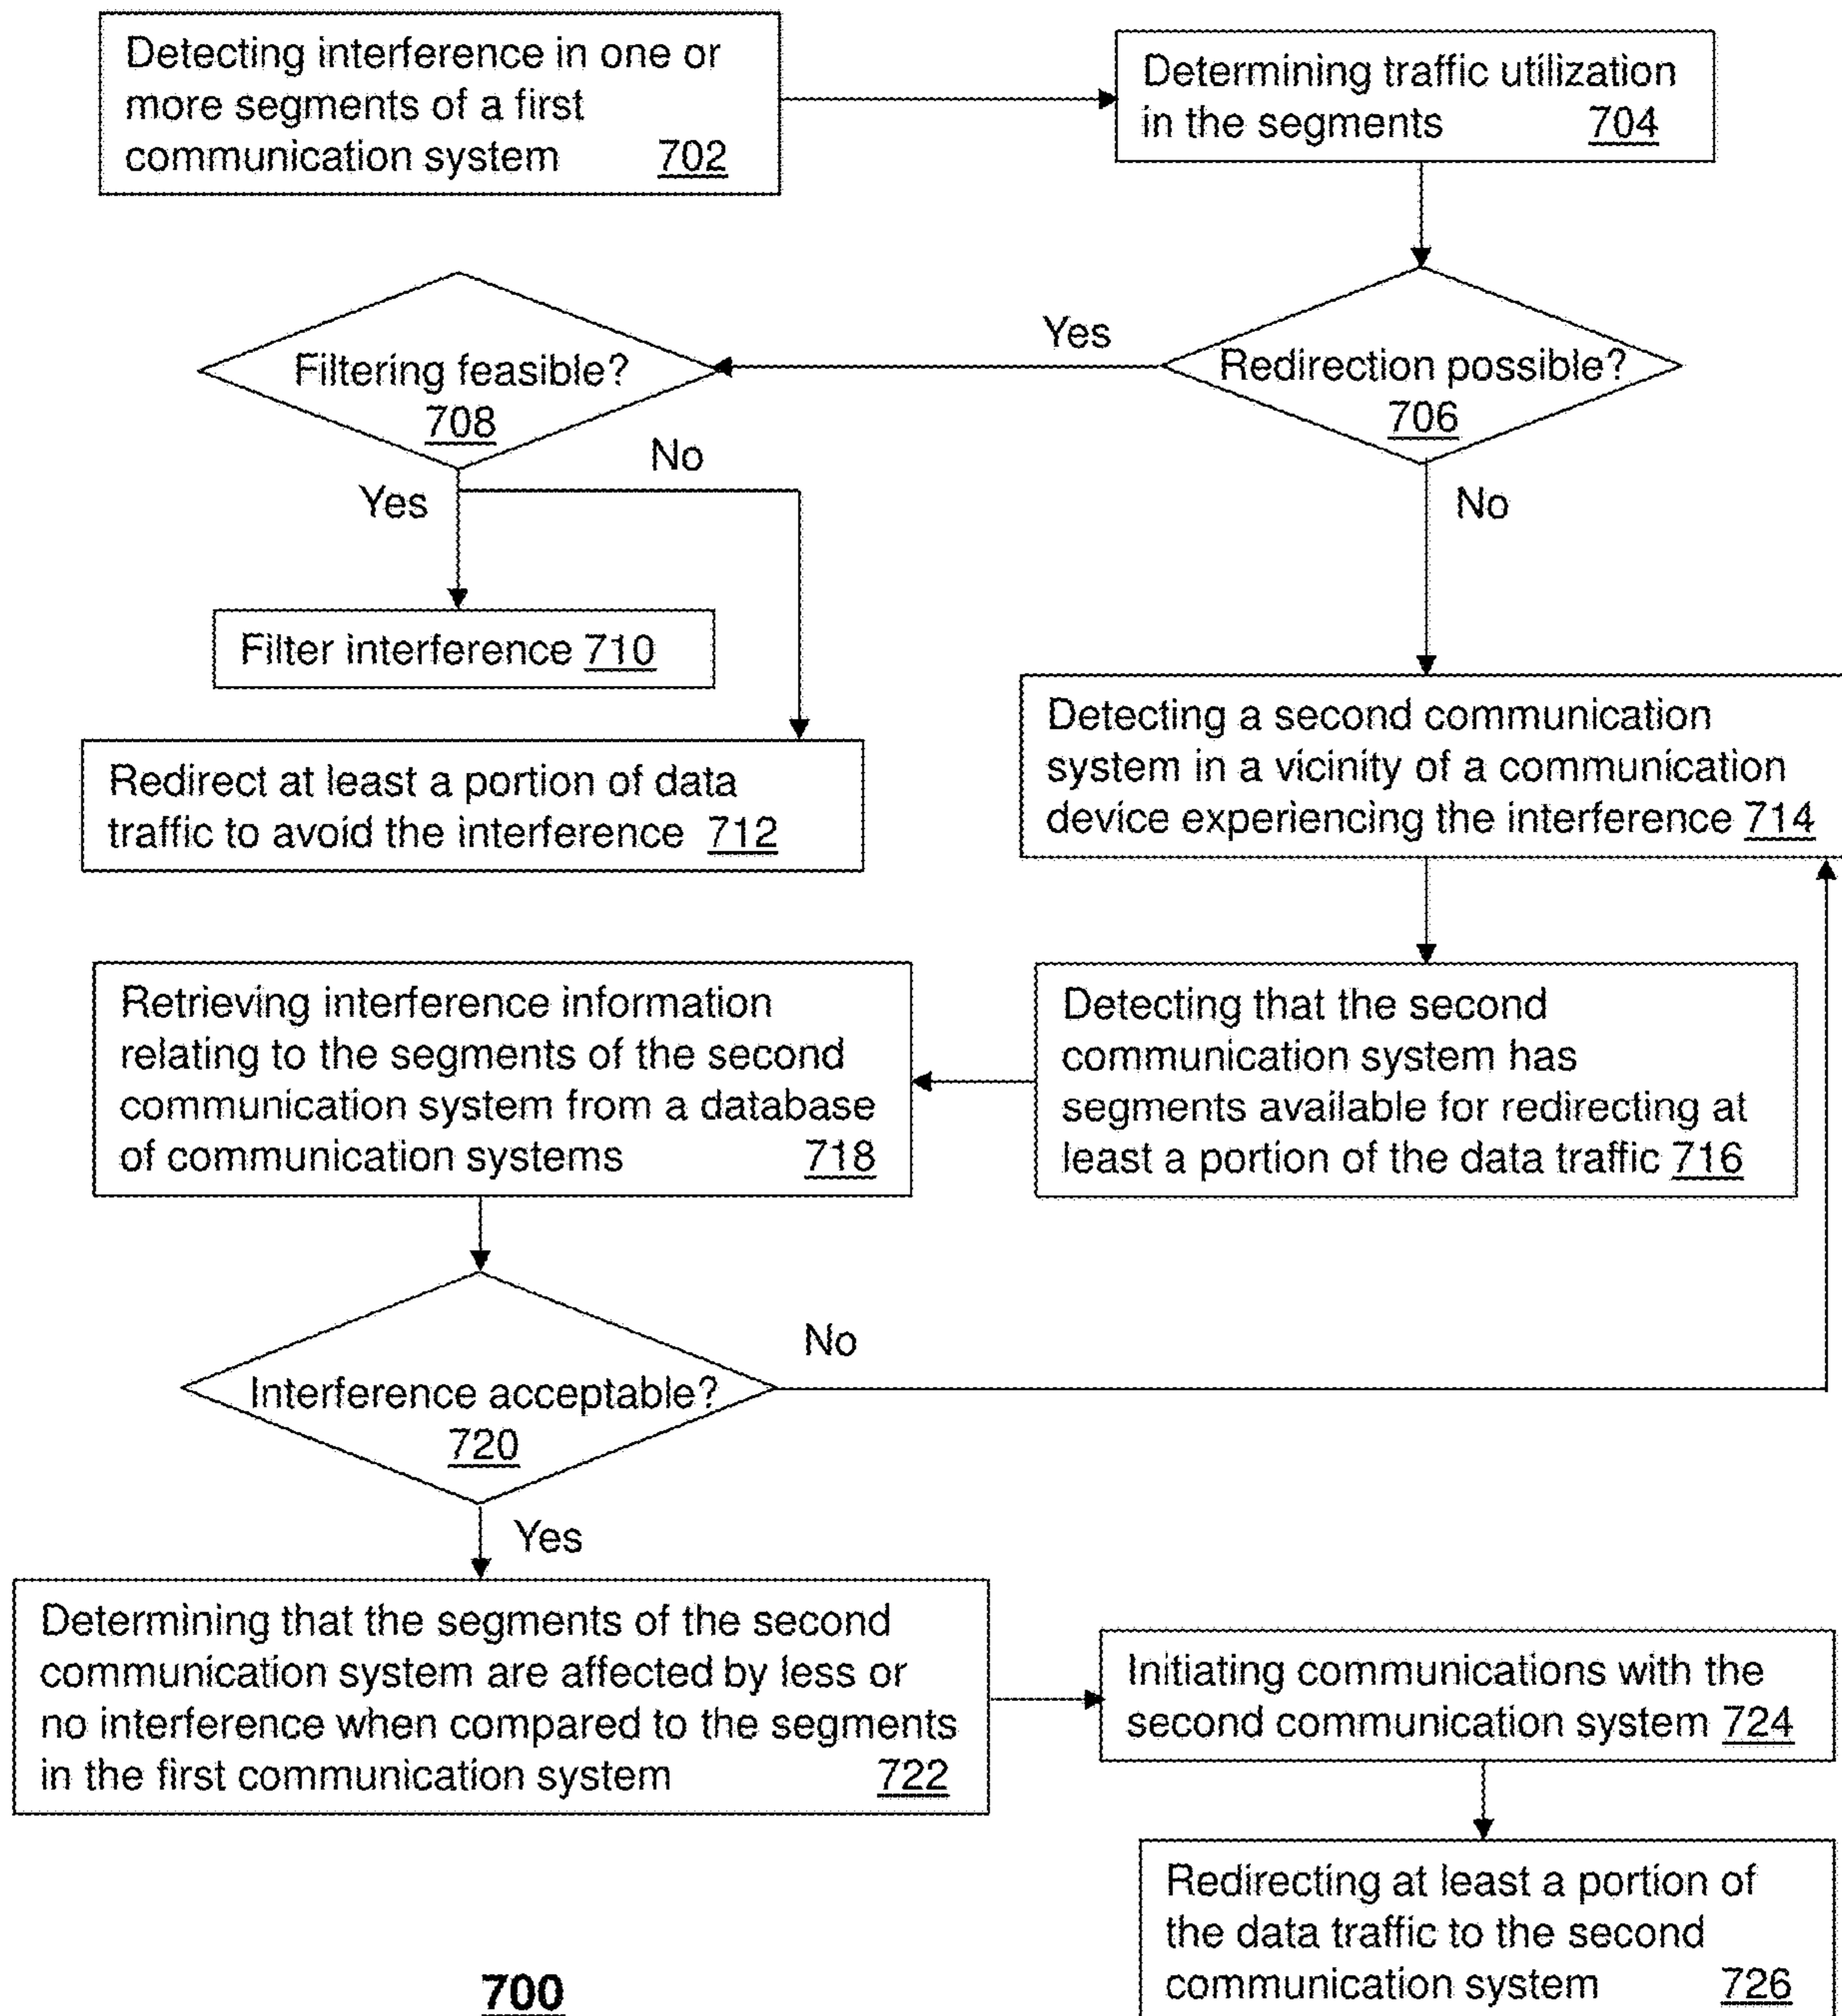 Detecting interference in one or
more segments of a first
communication system 702
Determining traffic utilization
in the segments 704
Yes
Redirection possible?
706
Filtering feasible?
708
No
Yes
No
Filter interference 710
Redirect at least a portion of data
traffic to avoid the interference 712
Detecting a second communication
system in a vicinity of a communication
device experiencing the interference 714
Detecting that the second
communication system has
segments available for redirecting at
least a portion of the data traffic 716
Retrieving interference information
relating to the segments of the second
communication system from a database
of communication systems 718
No
Interference acceptable?
720
Yes
Determining that the segments of the second
communication system are affected by less or
no interference when compared to the segments
in the first communication system 722
Initiating communications with the
second communication system 724
Redirecting at least a portion of
the data traffic to the second
communication system 726
700